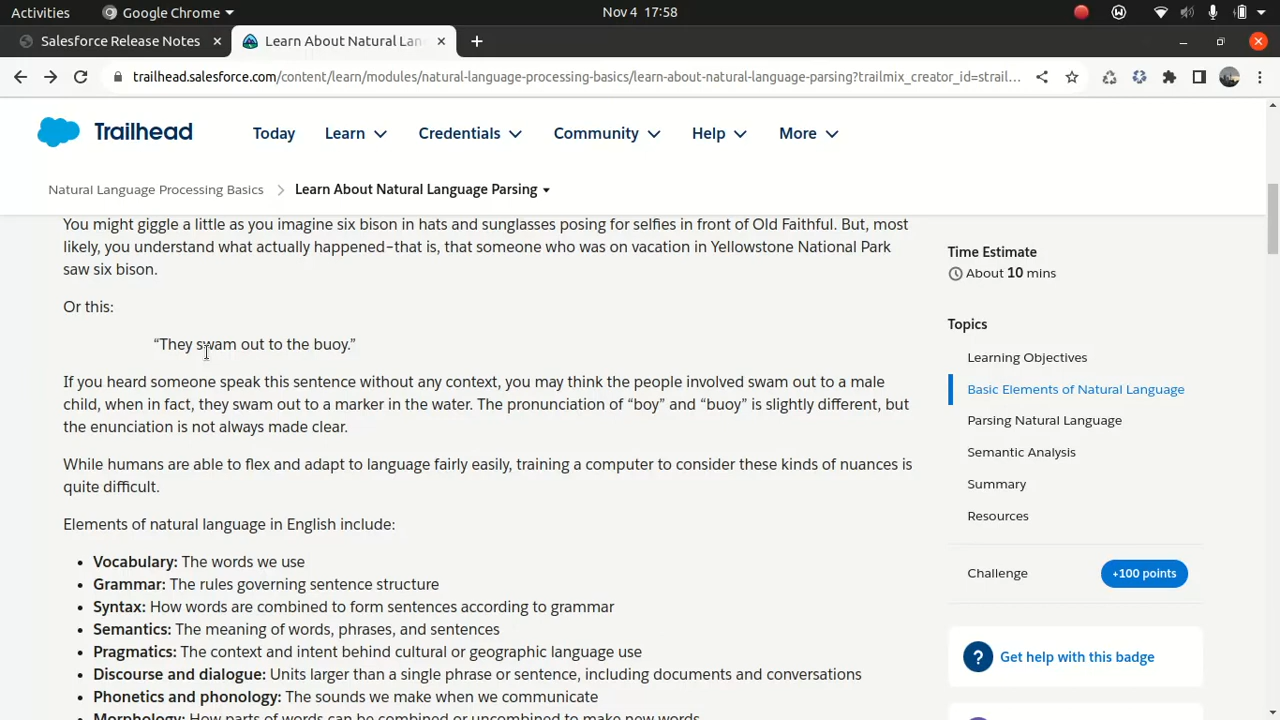 Activities
Google Chrome
Nov 4 17:58
Salesforce Release Notes
Learn About Natural Lan
trailhead.salesforce.com/content/learn/modules/natural-language-processing-basics/learn-about-natural-language-parsing?trailmix_creator_id=strail...
Trailhead
Today
Learn
Credentials
Community
Help
More
Natural Language Processing Basics
Learn About Natural Language Parsing
You might giggle a little as you imagine six bison in hats and sunglasses posing for selfies in front of Old Faithful. But, most
likely, you understand what actually happened–that is, that someone who was on vacation in Yellowstone National Park
saw six bison.
Or this:
“They swam out to the buoy.”
If you heard someone speak this sentence without any context, you may think the people involved swam out to a male
child, when in fact, they swam out to a marker in the water. The pronunciation of “boy” and “buoy” is slightly different, but
the enunciation is not always made clear.
While humans are able to flex and adapt to language fairly easily, training a computer to consider these kinds of nuances is
quite difficult.
Elements of natural language in English include:
• Vocabulary: The words we use
• Grammar: The rules governing sentence structure
• Syntax: How words are combined to form sentences according to grammar
• Semantics: The meaning of words, phrases, and sentences
• Pragmatics: The context and intent behind cultural or geographic language use
• Discourse and dialogue: Units larger than a single phrase or sentence, including documents and conversations
• Phonetics and phonology: The sounds we make when we communicate
• Morphology: How parts of words can be combined or uncombined to make new words
Time Estimate
About 10 mins
Topics
Learning Objectives
Basic Elements of Natural Language
Parsing Natural Language
Semantic Analysis
Summary
Resources
Challenge
+100 points
? Get help with this badge